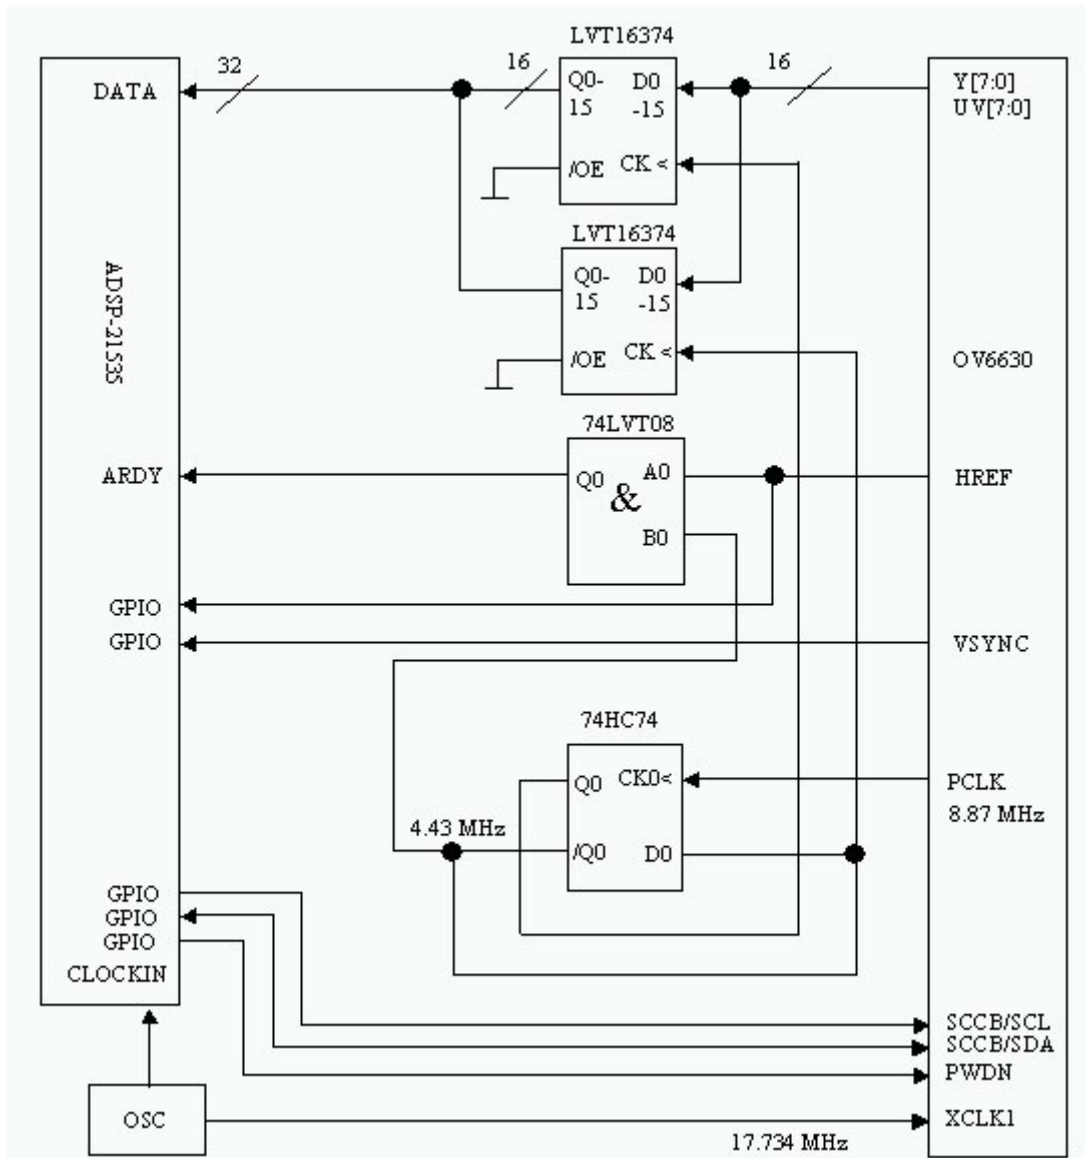 LVT16374
32
16
16
DATA
Q0-
15
D0
-15
Y[7:0]
UV[7:0]
/OE
CK <
LVT16374
Q0-
15
D0
-15
ADSP-21535
/OE
CK <
OV6630
74LVT08
ARDY
Q0
&
A0
B0
HREF
GPIO
GPIO
VSYNC
74HC74
Q0
CK0<
PCLK
8.87 MHz
4.43 MHz
/Q0
D0
GPIO
GPIO
GPIO
CLOCKIN
SCCB/SCL
SCCB/SDA
PWDN
OSC
XCLK1
17.734 MHz